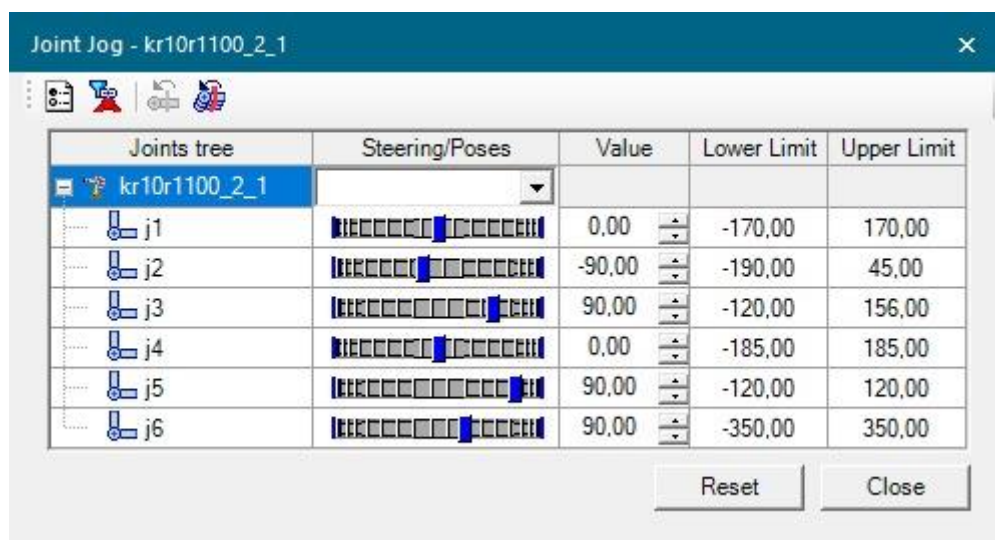 Joint Jog - kr10r1100_2_1
Joints tree Steering/Poses Value Lower Limit Upper Limit
kr10r1100_2_1
j1 0,00 -170,00 170,00
j2 -90,00 -190,00 45,00
j3 90,00 -120,00 156,00
j4 0,00 -185,00 185,00
j5 90,00 -120,00 120,00
j6 90,00 -350,00 350,00
Reset Close